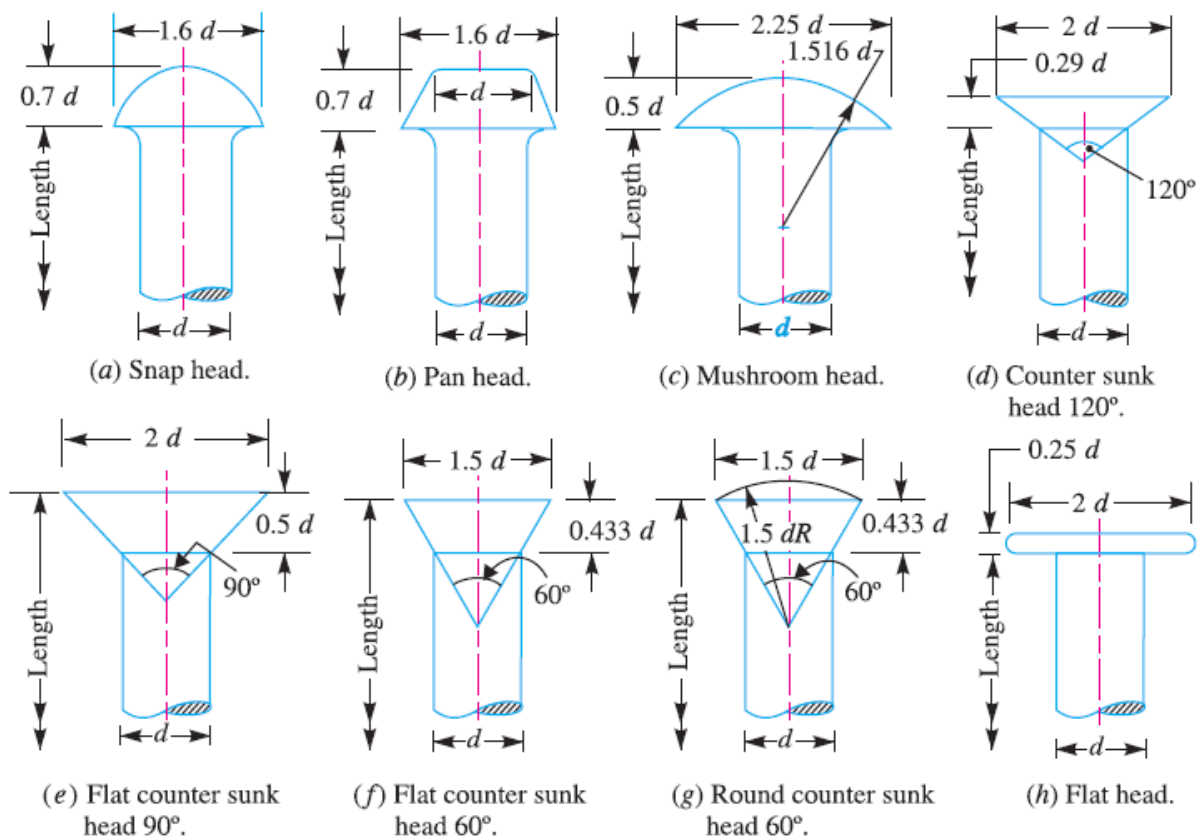 1.6 d
0.7 d
Length
d
(a) Snap head.
1.6 d
0.7 d
d
Length
d
(b) Pan head.
2.25 d
1.516 d
0.5 d
Length
d
(c) Mushroom head.
2 d
0.29 d
Length
120º
d
(d) Counter sunk
head 120º.
2 d
0.5 d
90º
Length
d
(e) Flat counter sunk
head 90º.
1.5 d
0.433 d
60º
Length
d
(f) Flat counter sunk
head 60º.
1.5 d
0.433 d
1.5 dR
60º
Length
d
(g) Round counter sunk
head 60º.
0.25 d
2 d
Length
d
(h) Flat head.